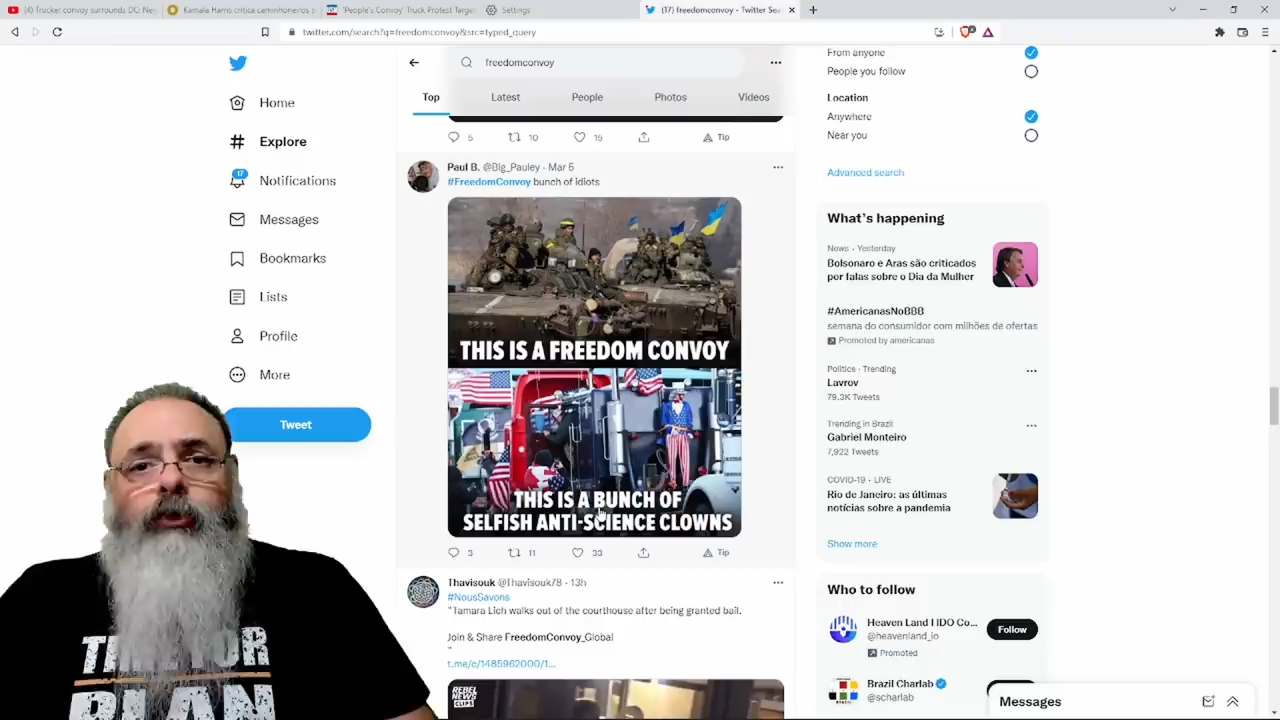 (4) Trucker convoy surrounds DC: Ne
Kamala Harris critica caminhoneiros p
'People's Convoy' Truck Protest Target
Settings
(17) freedomconvoy - Twitter Sea
twitter.com/search?q=freedomconvoy&src=typed_query
freedomconvoy
Top
Latest
People
Photos
Videos
5
10
15
Tip
Home
Explore
17
Notifications
Messages
Bookmarks
Lists
Profile
More
Tweet
Paul B. @Big_Pauley · Mar 5
#FreedomConvoy bunch of idiots
THIS IS A FREEDOM CONVOY
THIS IS A BUNCH OF
SELFISH ANTI-SCIENCE CLOWNS
3
11
33
Tip
Thavisouk @Thavisouk78 · 13h
#NousSavons
"Tamara Lich walks out of the courthouse after being granted bail.
Join & Share FreedomConvoy_Global
"
t.me/c/1485962000/1...
REBEL
CLIPS
From anyone
People you follow
Location
Anywhere
Near you
Advanced search
What's happening
News · Yesterday
Bolsonaro e Aras são criticados
por falas sobre o Dia da Mulher
#AmericanasNoBBB
semana do consumidor com milhões de ofertas
Promoted by americanas
Politics · Trending
Lavrov
79.3K Tweets
Trending in Brazil
Gabriel Monteiro
7,922 Tweets
COVID-19 · LIVE
Rio de Janeiro: as últimas
notícias sobre a pandemia
Show more
Who to follow
Heaven Land I IDO Co...
@heavenland_io
Promoted
Follow
Brazil Charlab
@scharlab
Messages